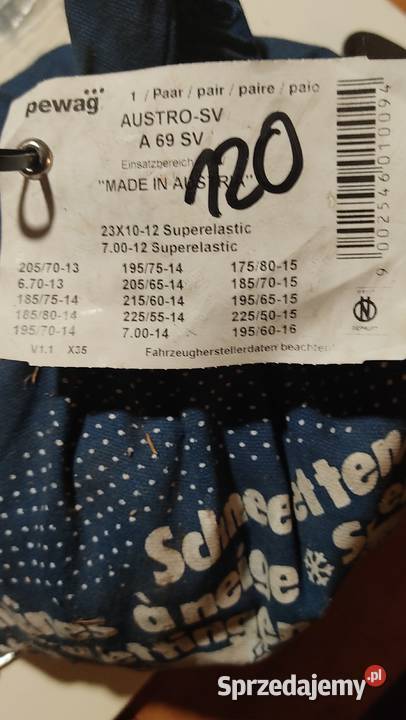 pewag
1 / Paar / pair / paire / paio
AUSTRO-SV
A 69 SV
Einsatzbereich
120
"MADE IN AUSTRIA"
23X10-12 Superelastic
7.00-12 Superelastic
205/70-13 195/75-14 175/80-15
6.70-13 205/65-14 185/70-15
185/75-14 215/60-14 195/65-15
185/80-14 225/55-14 225/50-15
195/70-14 7.00-14 195/60-16
V1.1 X35 Fahrzeugherstellerdaten beachten
9 002546 010094
Schneeketten
à neige
Sprzedajemy.pl